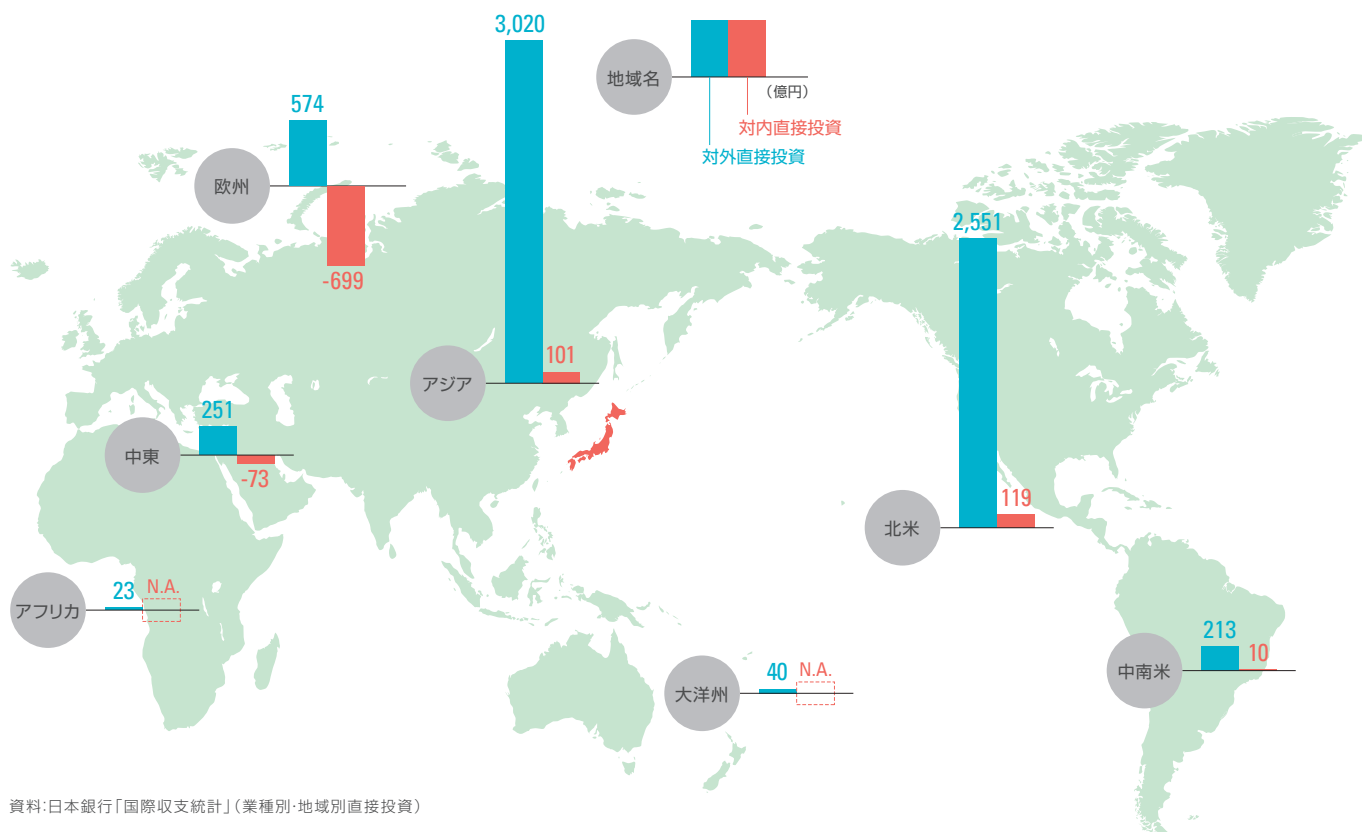 3,020
地域名
(億円)
対内直接投資
対外直接投資
574
欧州
-699
2,551
101
アジア
251
中東
-73
119
北米
23
N.A.
アフリカ
40
N.A.
大洋州
213
10
中南米
資料:日本銀行「国際収支統計」(業種別·地域別直接投資)